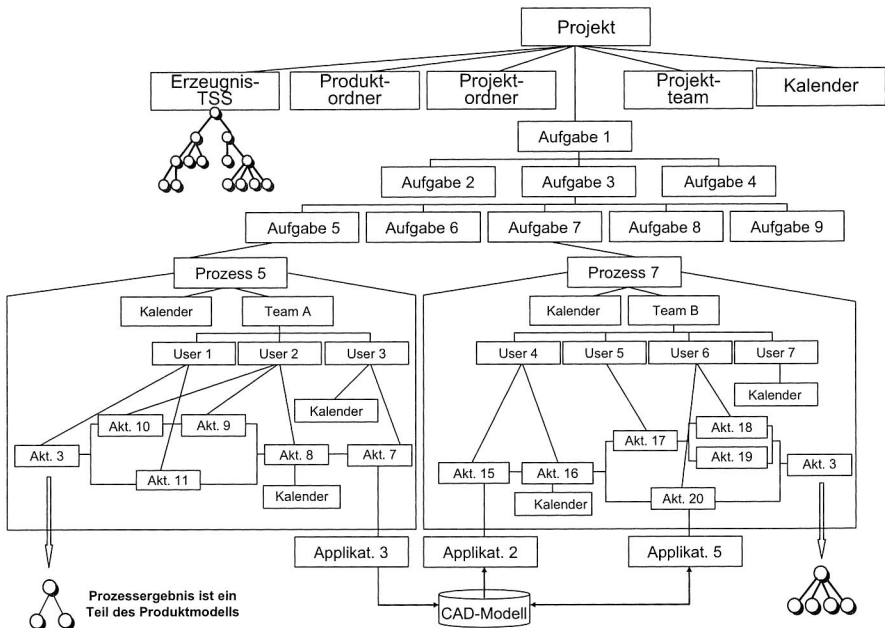 Projekt
Erzeugnis-
TSS
Produkt-
ordner
Projekt-
ordner
Projekt-
team
Kalender
Aufgabe 1
Aufgabe 2
Aufgabe 3
Aufgabe 4
Aufgabe 5
Aufgabe 6
Aufgabe 7
Aufgabe 8
Aufgabe 9
Prozess 5
Prozess 7
Kalender
Team A
Kalender
Team B
User 1
User 2
User 3
User 4
User 5
User 6
User 7
Kalender
Kalender
Akt. 10
Akt. 9
Akt. 3
Akt. 11
Akt. 8
Akt. 7
Kalender
Akt. 15
Akt. 16
Kalender
Akt. 17
Akt. 18
Akt. 19
Akt. 20
Akt. 3
Applikat. 3
Applikat. 2
Applikat. 5
Prozessergebnis ist ein
Teil des Produktmodells
CAD-Modell